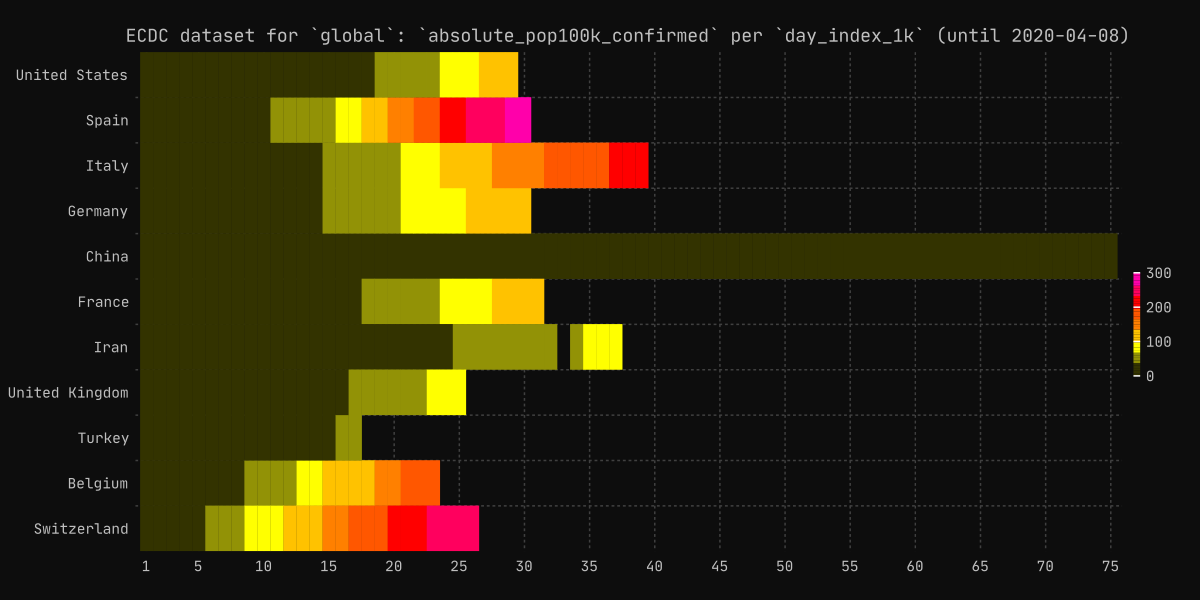 ECDC dataset for `global`: `absolute_pop100k_confirmed` per `day_index_1k` (until 2020-04-08)
United States
Spain
Italy
Germany
China
France
Iran
United Kingdom
Turkey
Belgium
Switzerland
300
200
100
0
1 5 10 15 20 25 30 35 40 45 50 55 60 65 70 75